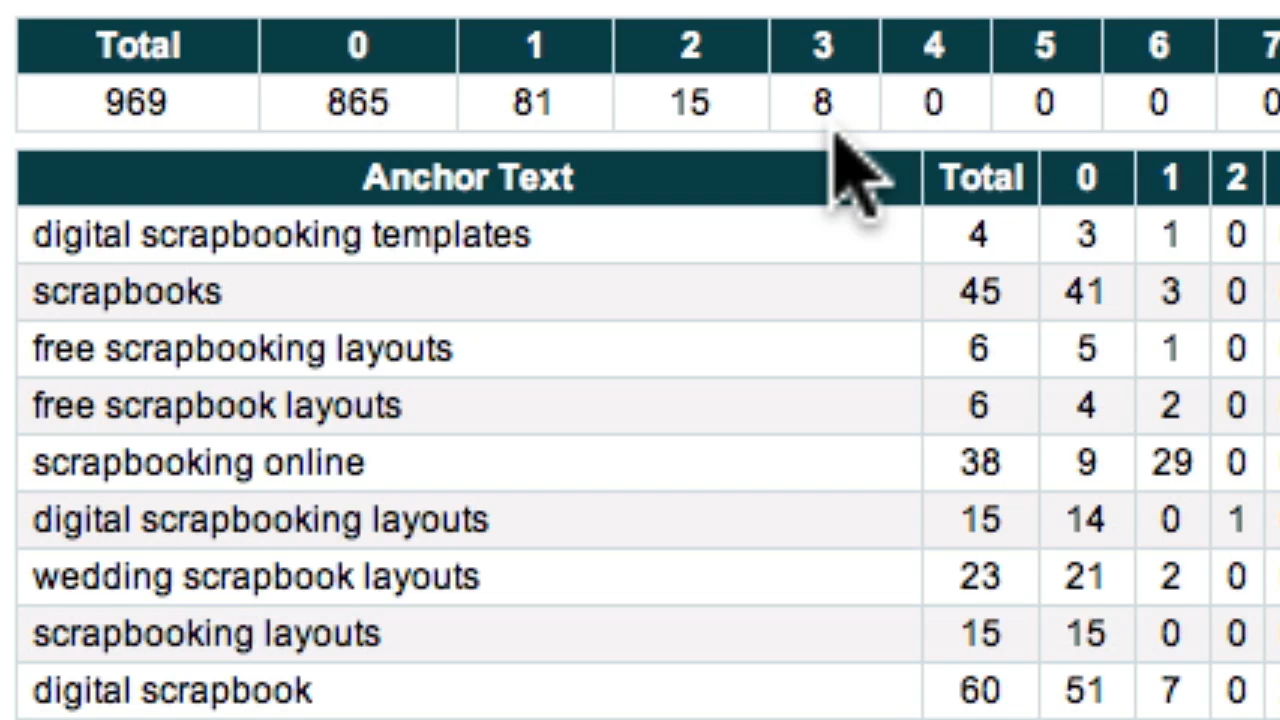 Total 0 1 2 3 4 5 6 7
969 865 81 15 8 0 0 0 0
Anchor Text Total 0 1 2
digital scrapbooking templates 4 3 1 0
scrapbooks 45 41 3 0
free scrapbooking layouts 6 5 1 0
free scrapbook layouts 6 4 2 0
scrapbooking online 38 9 29 0
digital scrapbooking layouts 15 14 0 1
wedding scrapbook layouts 23 21 2 0
scrapbooking layouts 15 15 0 0
digital scrapbook 60 51 7 0